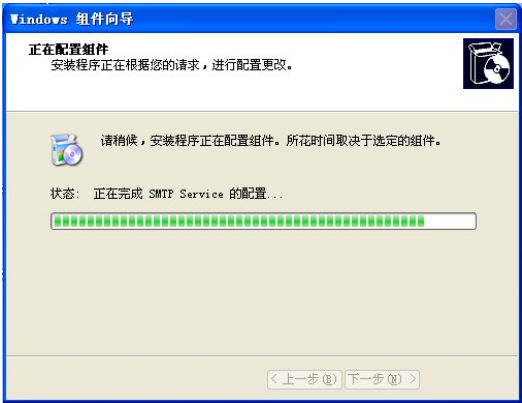 Windows 组件向导
正在配置组件
安装程序正在根据您的请求，进行配置更改。
请稍候，安装程序正在配置组件。所花时间取决于选定的组件。
状态: 正在完成 SMTP Service 的配置...
< 上一步(B) 下一步(N) >